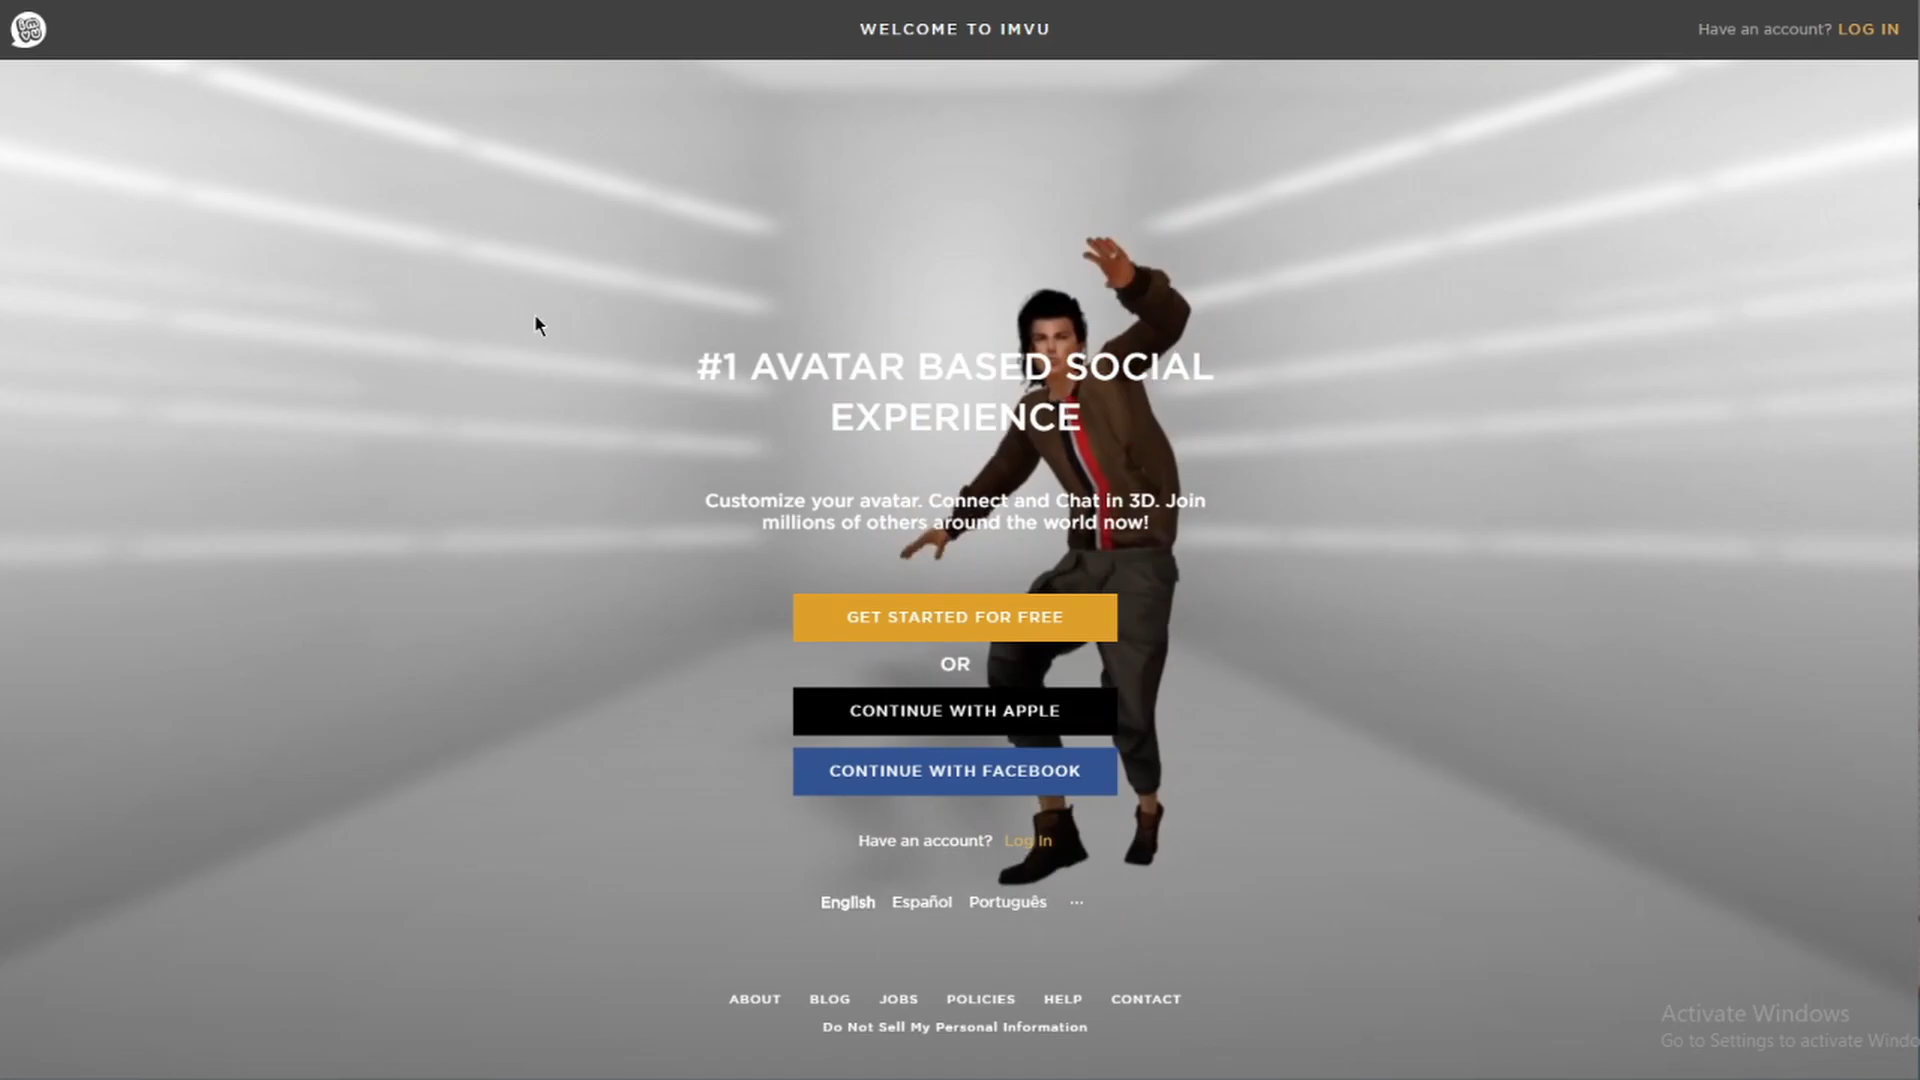 WELCOME TO IMVU
Have an account? LOG IN
#1 AVATAR BASED SOCIAL
EXPERIENCE
Customize your avatar. Connect and Chat in 3D. Join
millions of others around the world now!
GET STARTED FOR FREE
OR
CONTINUE WITH APPLE
CONTINUE WITH FACEBOOK
Have an account? Log In
English Español Português ...
ABOUT BLOG JOBS POLICIES HELP CONTACT
Do Not Sell My Personal Information
Activate Windows
Go to Settings to activate Windo